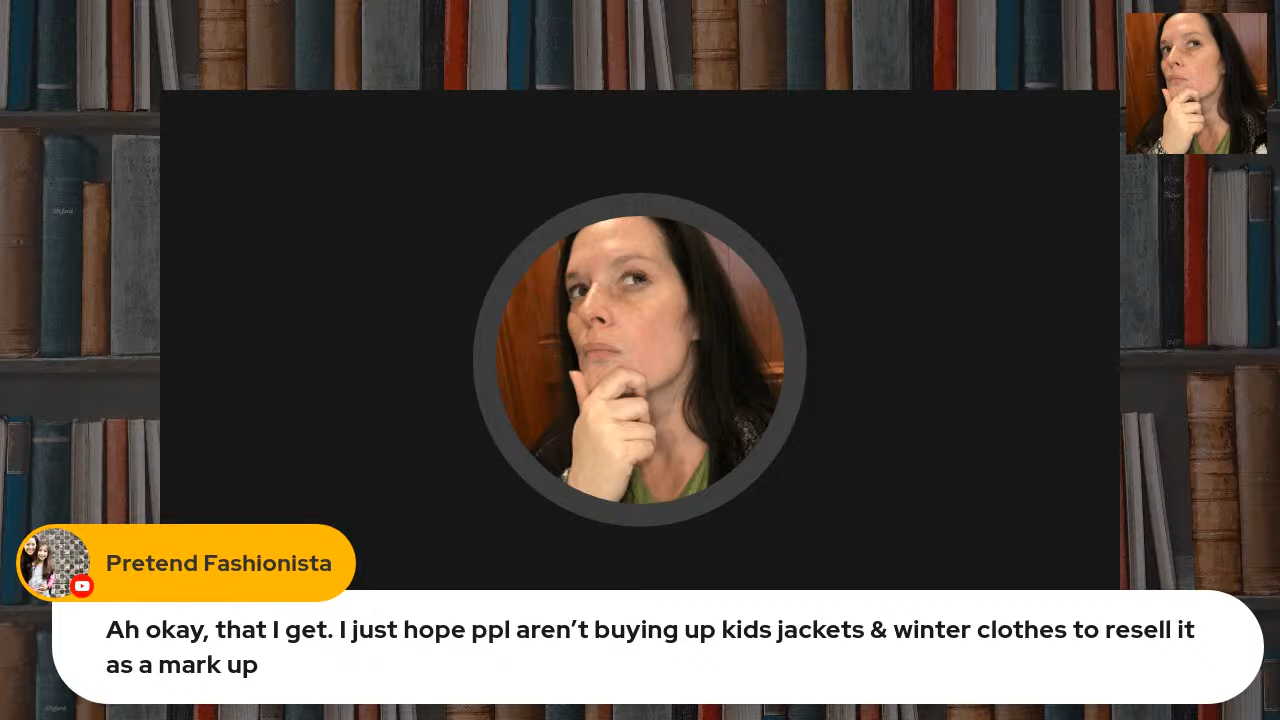 Pretend Fashionista
Ah okay, that I get. I just hope ppl aren’t buying up kids jackets & winter clothes to resell it
as a mark up